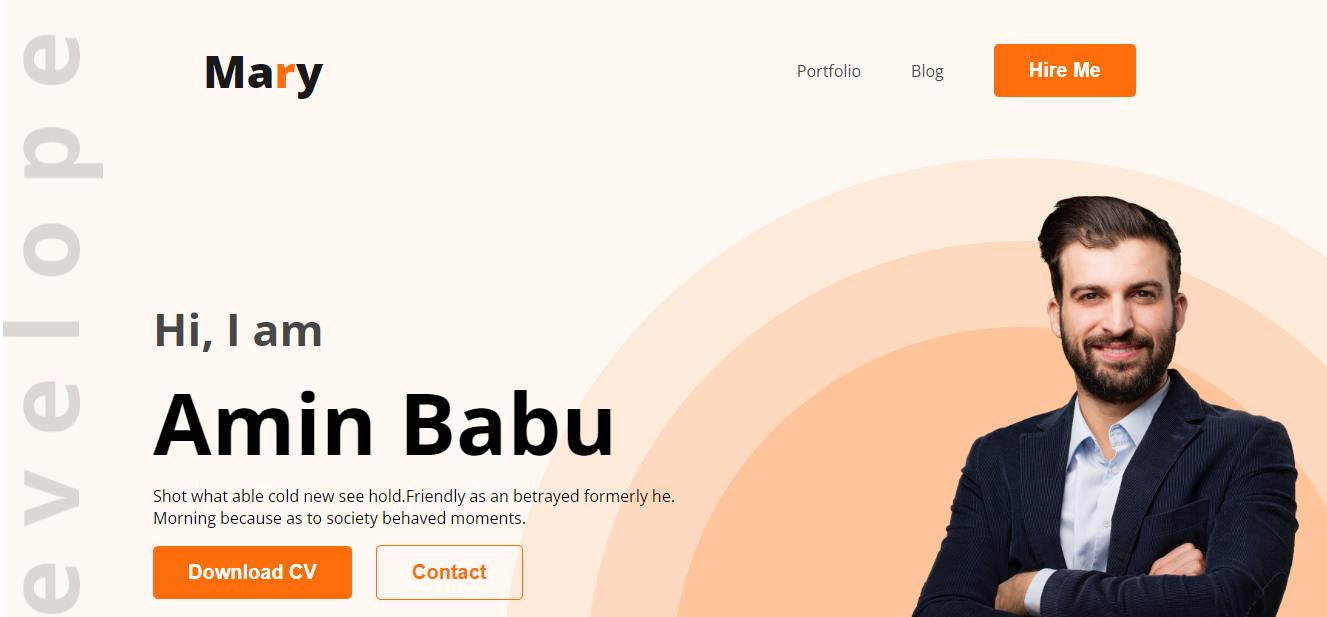 Mary
Portfolio
Blog
Hire Me
evelope
Hi, I am
Amin Babu
Shot what able cold new see hold.Friendly as an betrayed formerly he.
Morning because as to society behaved moments.
Download CV
Contact